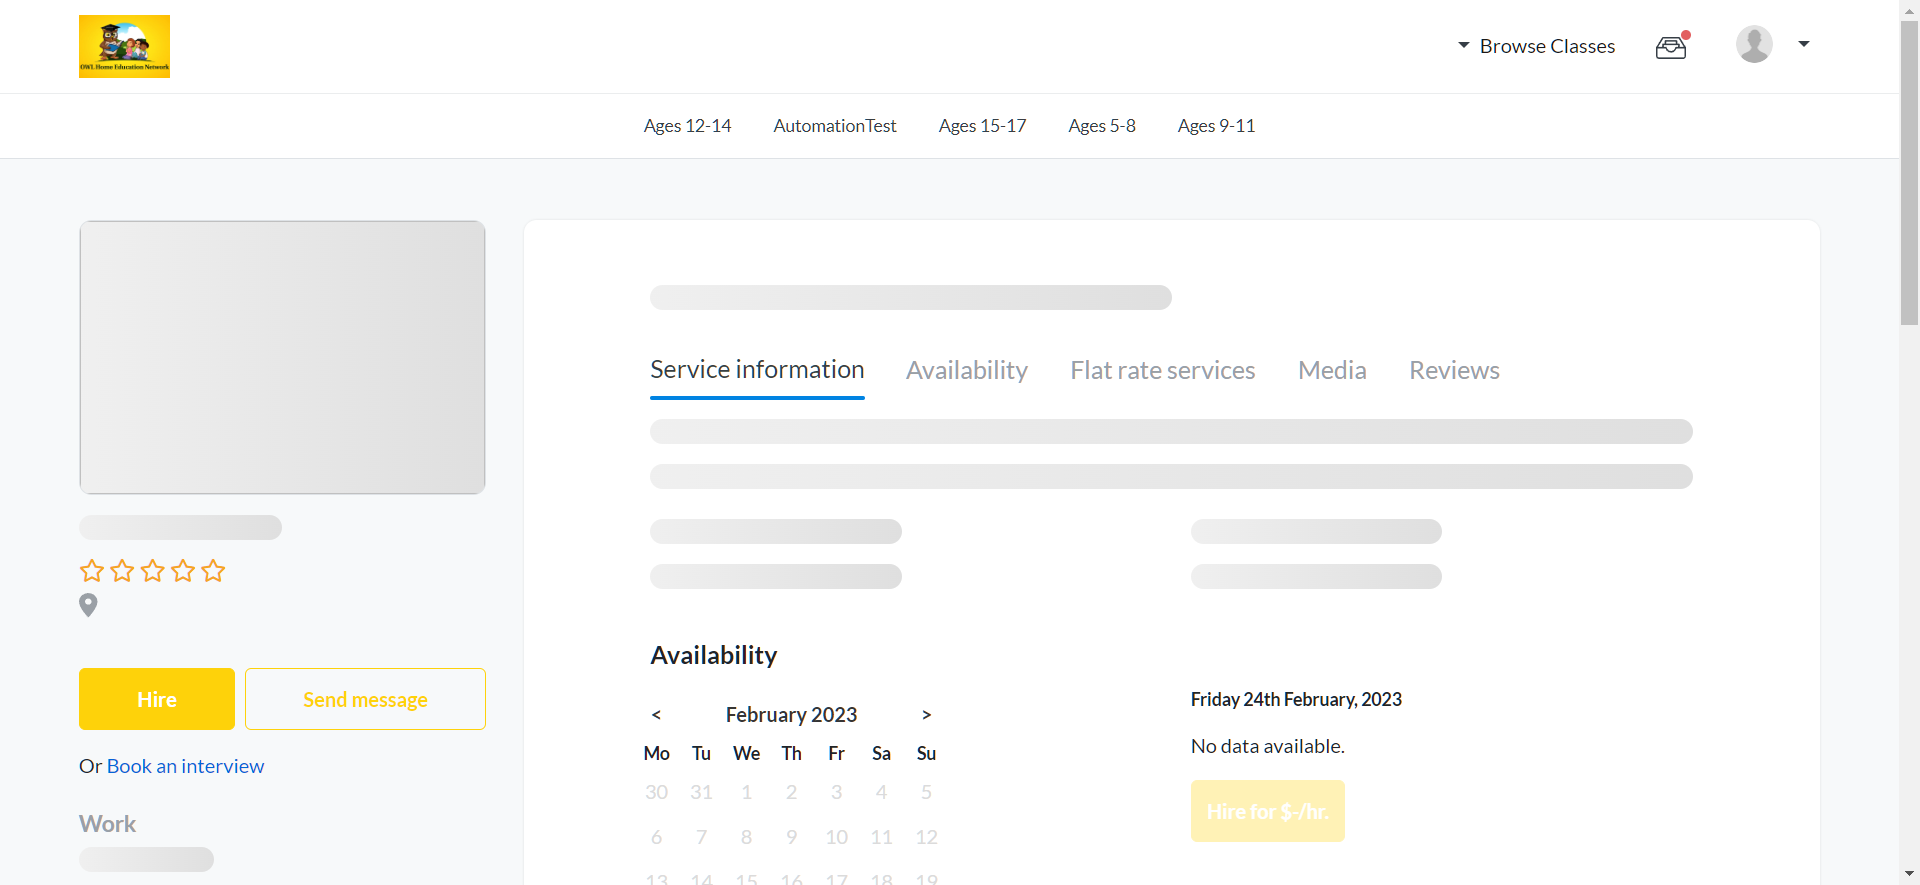 OWL Home Education Network
Browse Classes
Ages 12-14 AutomationTest Ages 15-17 Ages 5-8 Ages 9-11
Service information Availability Flat rate services Media Reviews
Hire Send message
Or Book an interview
Work
Availability
< February 2023 >
Mo Tu We Th Fr Sa Su
30 31 1 2 3 4 5
6 7 8 9 10 11 12
13 14 15 16 17 18 19
Friday 24th February, 2023
No data available.
Hire for $-/hr.